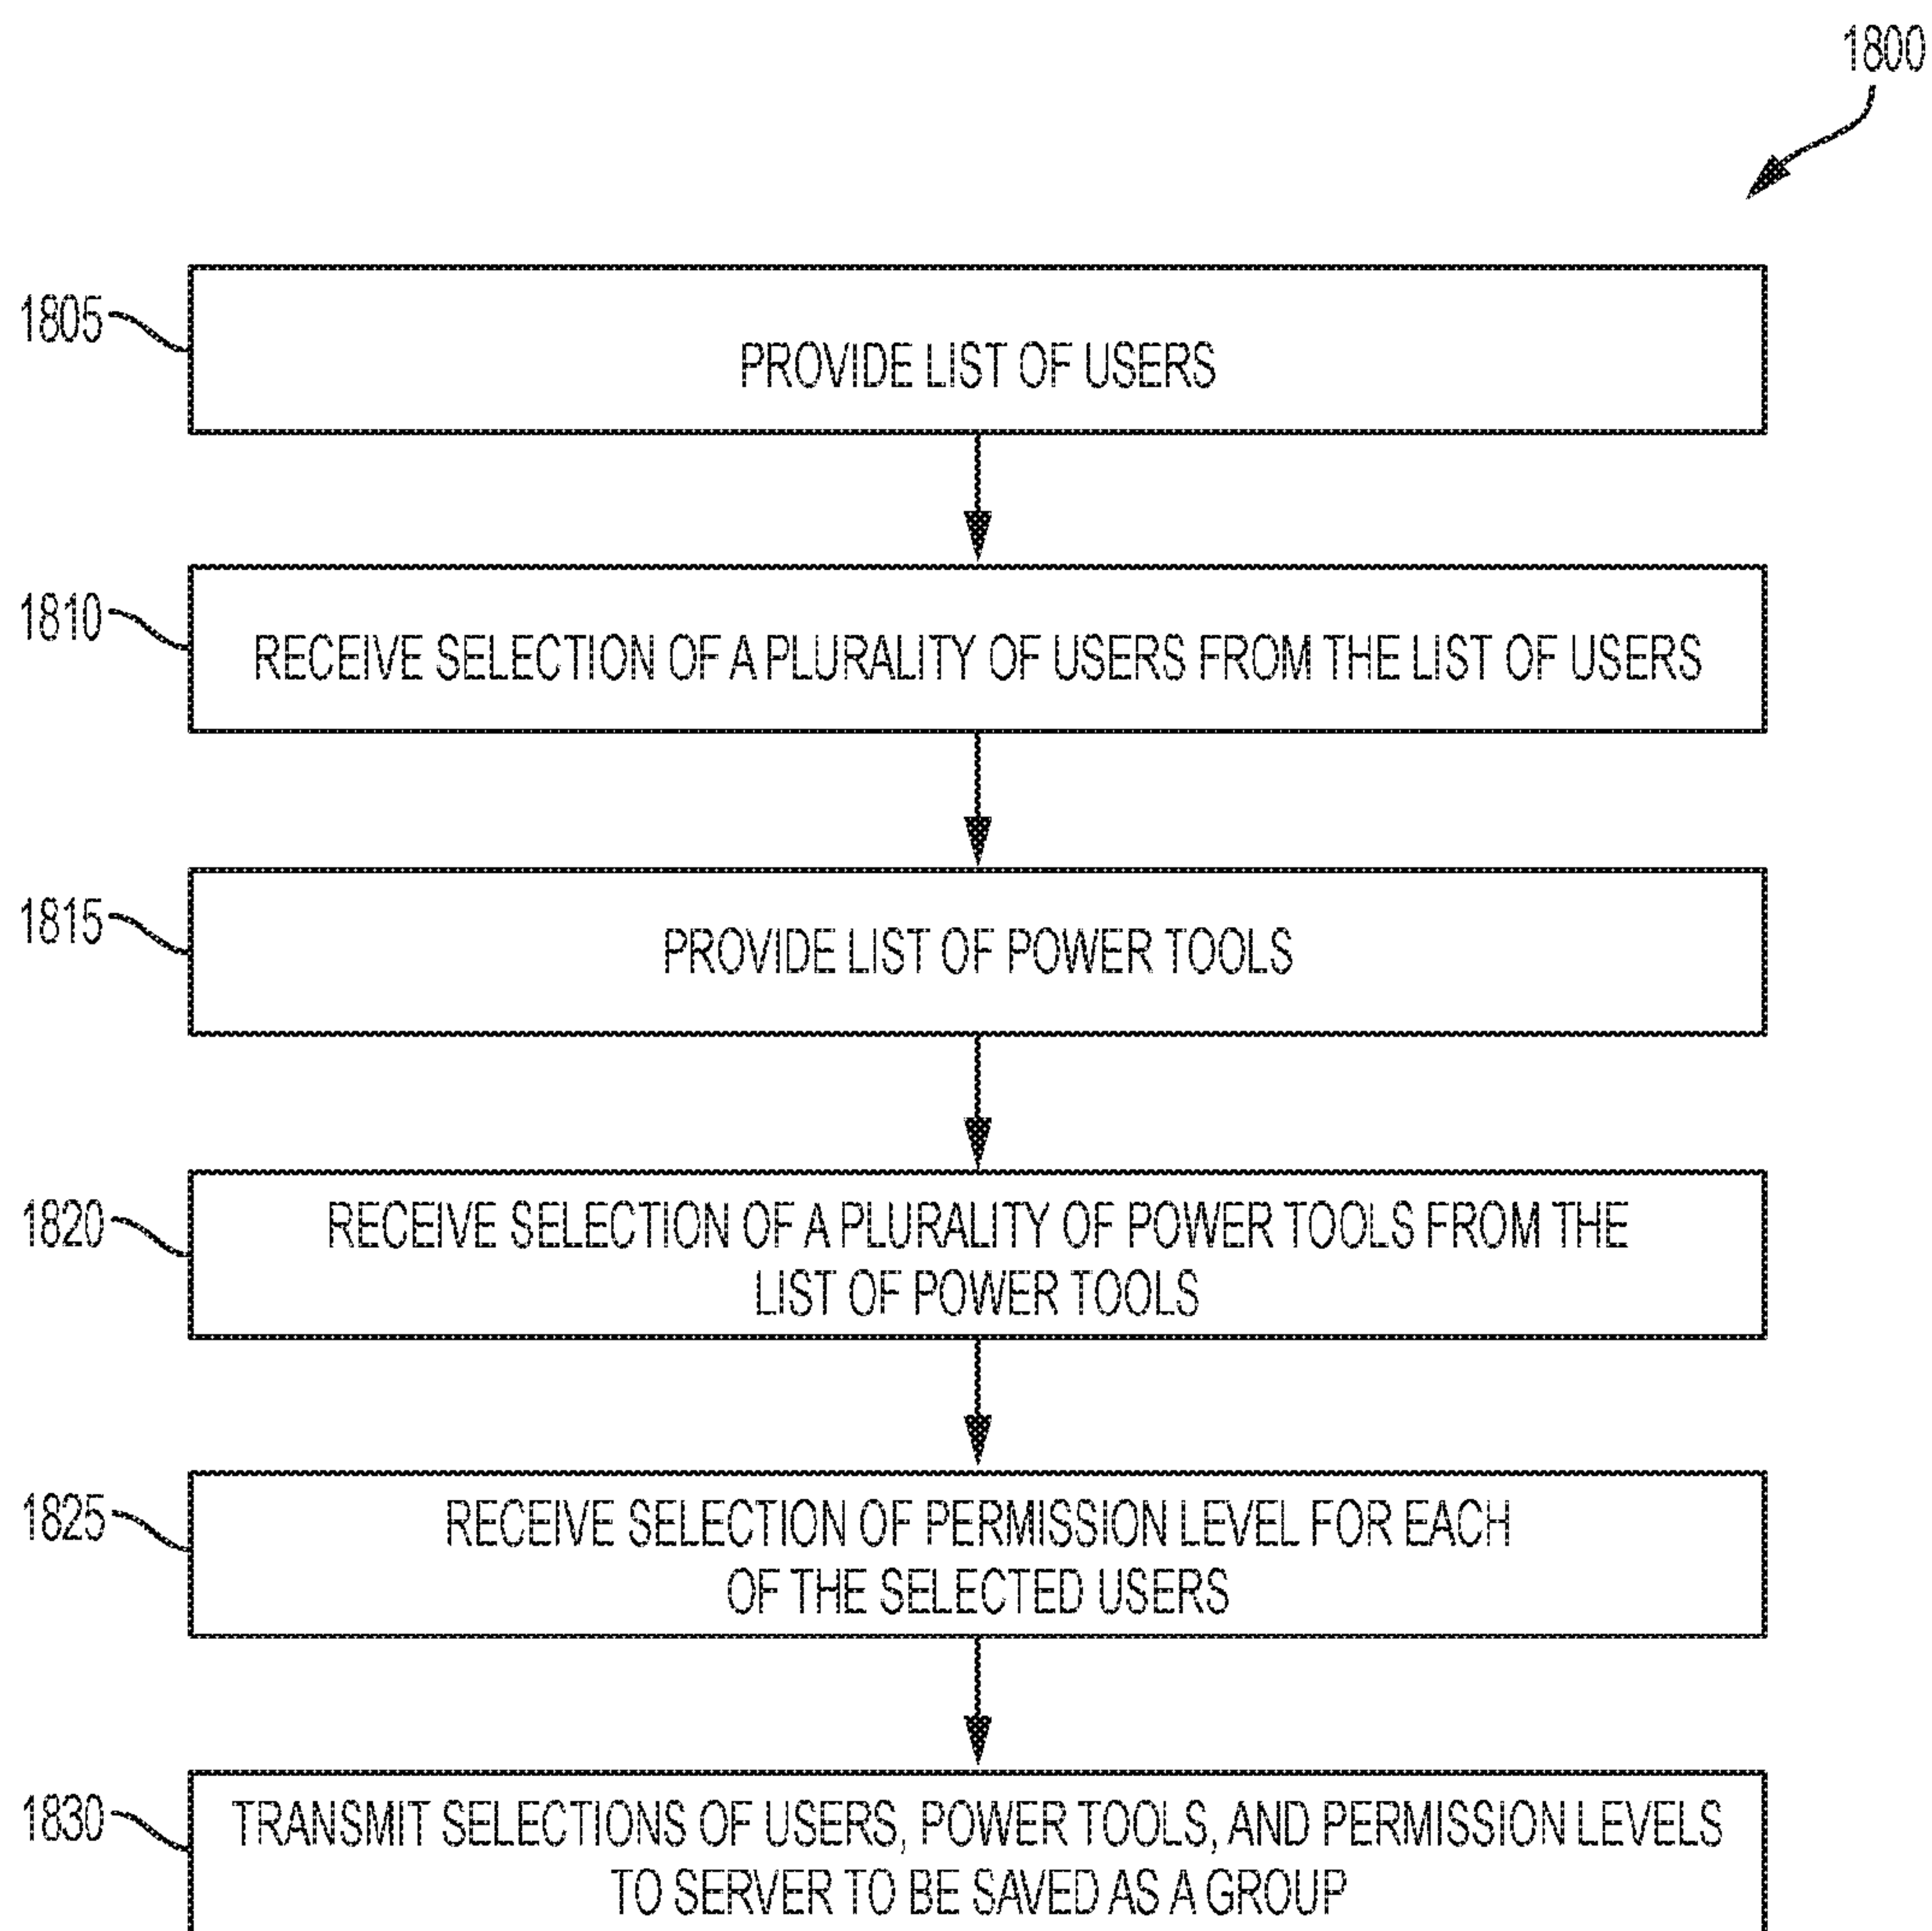 1800
1805
PROVIDE LIST OF USERS
1810
RECEIVE SELECTION OF A PLURALITY OF USERS FROM THE LIST OF USERS
1815
PROVIDE LIST OF POWER TOOLS
1820
RECEIVE SELECTION OF A PLURALITY OF POWER TOOLS FROM THE
LIST OF POWER TOOLS
1825
RECEIVE SELECTION OF PERMISSION LEVEL FOR EACH
OF THE SELECTED USERS
1830
TRANSMIT SELECTIONS OF USERS, POWER TOOLS, AND PERMISSION LEVELS
TO SERVER TO BE SAVED AS A GROUP